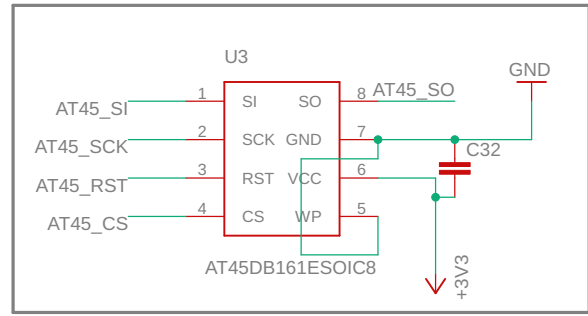 U3
GND
AT45_SI 1 SI SO 8 AT45_SO
AT45_SCK 2 SCK GND 7 C32
AT45_RST 3 RST VCC 6
AT45_CS 4 CS WP 5
AT45DB161ESOIC8
+3V3